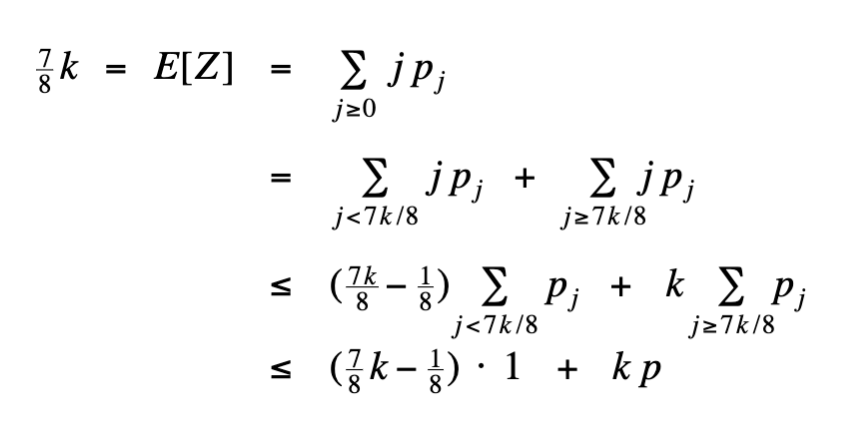 7/8 k = E[Z] = ∑_{j≥0} j p_j
= ∑_{j<7k/8} j p_j + ∑_{j≥7k/8} j p_j
≤ (7k/8 − 1/8) ∑_{j<7k/8} p_j + k ∑_{j≥7k/8} p_j
≤ (7/8 k − 1/8) · 1 + k p